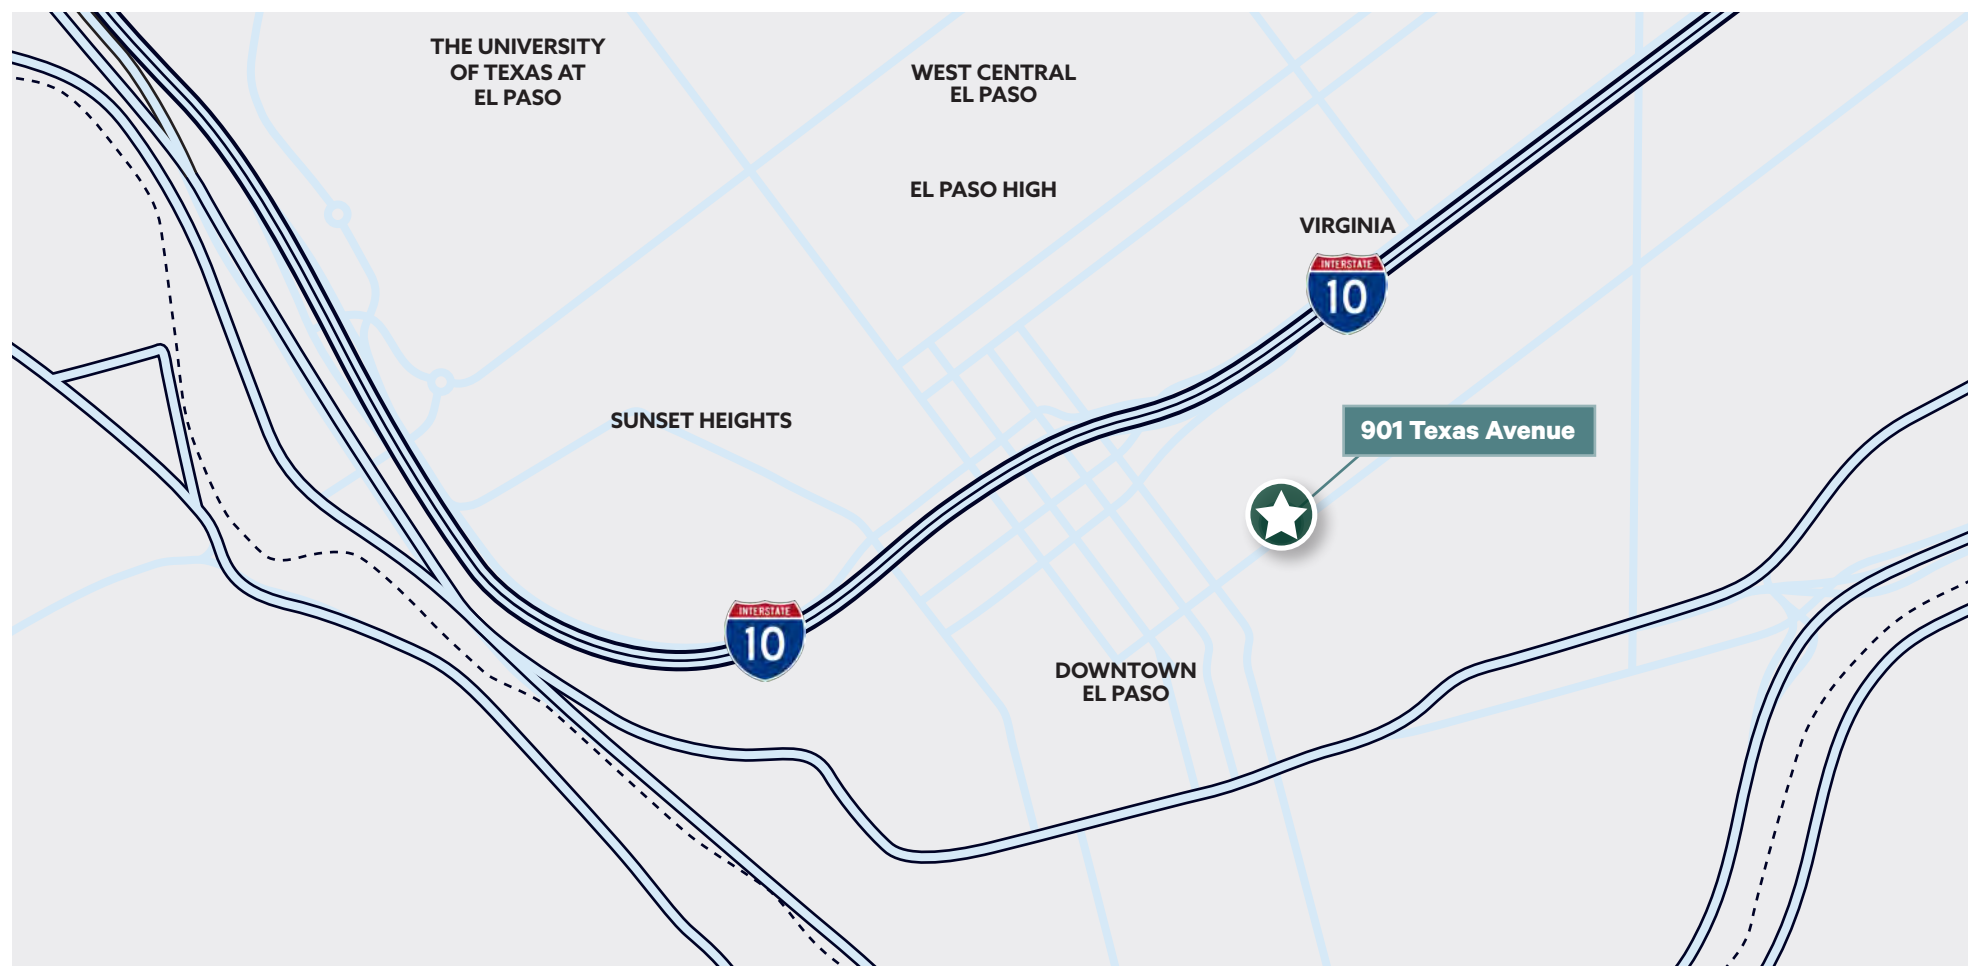 THE UNIVERSITY
OF TEXAS AT
EL PASO
WEST CENTRAL
EL PASO
EL PASO HIGH
VIRGINIA
INTERSTATE
10
901 Texas Avenue
SUNSET HEIGHTS
INTERSTATE
10
DOWNTOWN
EL PASO